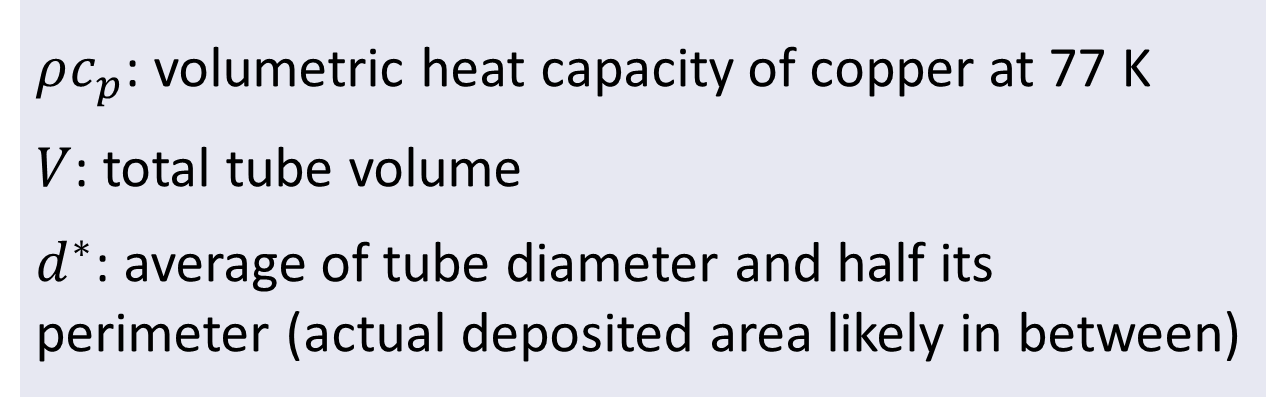 ρcₚ: volumetric heat capacity of copper at 77 K
V: total tube volume
d*: average of tube diameter and half its
perimeter (actual deposited area likely in between)